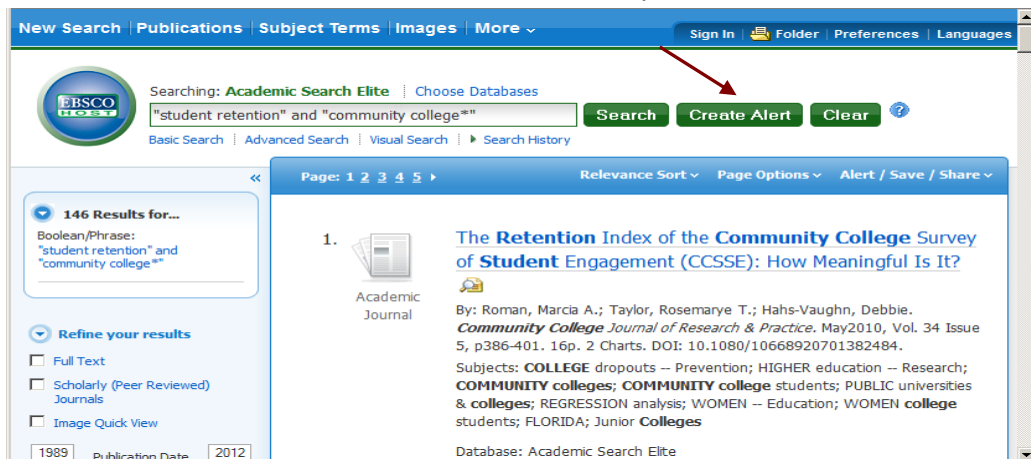 New Search | Publications | Subject Terms | Images | More
Sign In | Folder | Preferences | Languages
EBSCO
HOST
Searching: Academic Search Elite | Choose Databases
"student retention" and "community college*"
Search
Create Alert
Clear
?
Basic Search | Advanced Search | Visual Search | Search History
«
Page: 1 2 3 4 5
Relevance Sort
Page Options
Alert / Save / Share
146 Results for...
Boolean/Phrase:
"student retention" and
"community college*"
Refine your results
Full Text
Scholarly (Peer Reviewed)
Journals
Image Quick View
1989 Publication Date 2012
1.
Academic
Journal
The Retention Index of the Community College Survey
of Student Engagement (CCSSE): How Meaningful Is It?
By: Roman, Marcia A.; Taylor, Rosemarye T.; Hahs-Vaughn, Debbie.
Community College Journal of Research & Practice. May2010, Vol. 34 Issue
5, p386-401. 16p. 2 Charts. DOI: 10.1080/10668920701382484.
Subjects: COLLEGE dropouts -- Prevention; HIGHER education -- Research;
COMMUNITY colleges; COMMUNITY college students; PUBLIC universities
& colleges; REGRESSION analysis; WOMEN -- Education; WOMEN college
students; FLORIDA; Junior Colleges
Database: Academic Search Elite